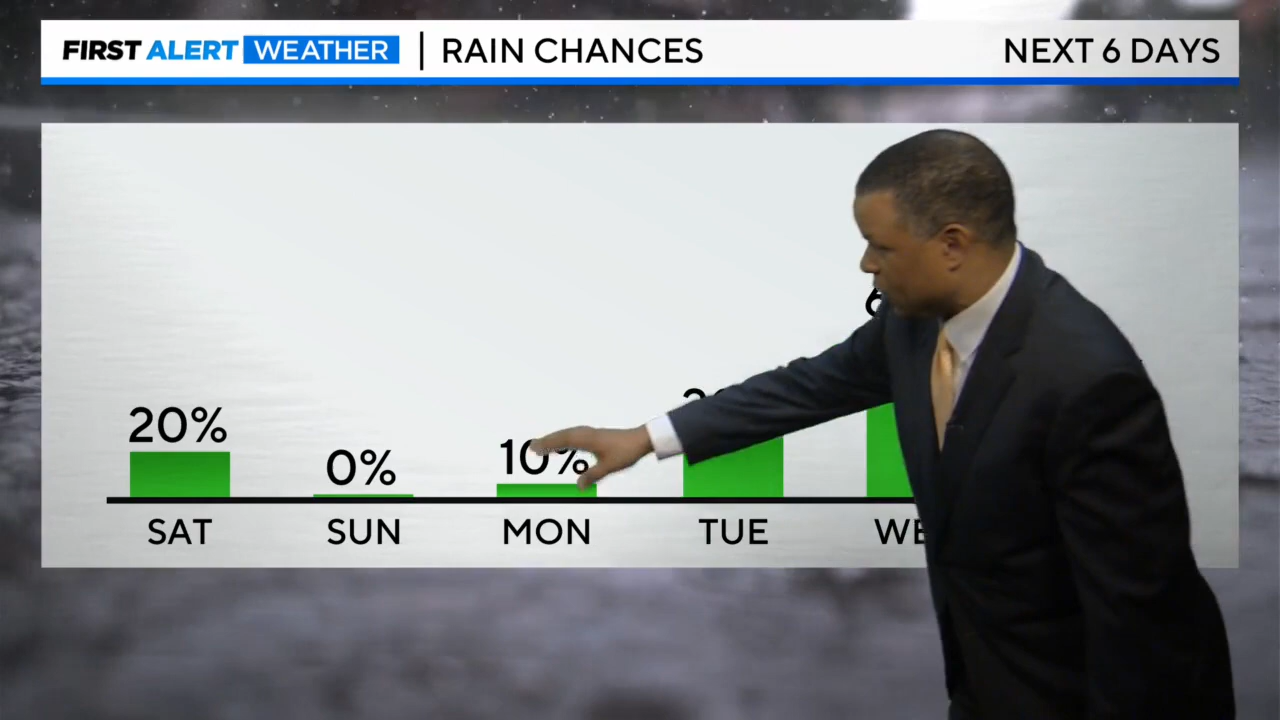 FIRST ALERT WEATHER | RAIN CHANCES NEXT 6 DAYS
20% 0% 10%
SAT SUN MON TUE